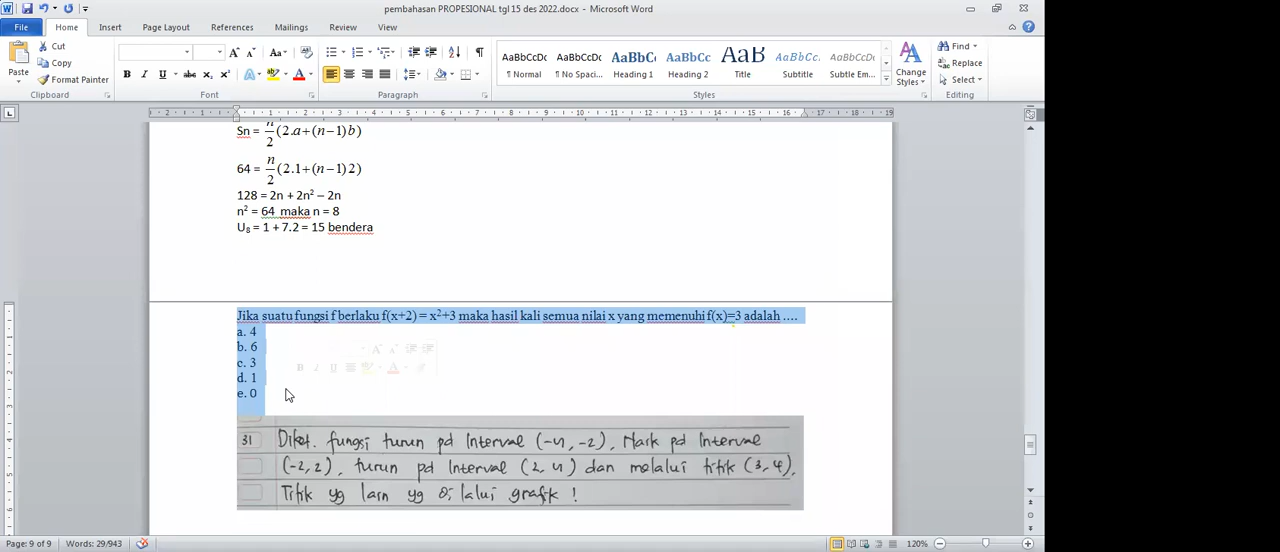 pembahasan PROPESIONAL tgl 15 des 2022.docx - Microsoft Word
File Home Insert Page Layout References Mailings Review View
Cut
Copy
Format Painter
Paste
Clipboard
Font
Paragraph
AaBbCcDc AaBbCcDc AaBbC AaBbCc AaB AaBbCc. AaBbCcDc
¶ Normal ¶ No Spaci... Heading 1 Heading 2 Title Subtitle Subtle Em...
Styles
Change Styles
Find
Replace
Select
Editing
Sn = n/2 (2.a+(n−1)b)
64 = n/2 (2.1+(n−1)2)
128 = 2n + 2n² – 2n
n² = 64 maka n = 8
U₈ = 1 + 7.2 = 15 bendera
Jika suatu fungsi f berlaku f(x+2) = x²+3 maka hasil kali semua nilai x yang memenuhi f(x)=3 adalah ....
a. 4
b. 6
c. 3
d. 1
e. 0
31 Diket. fungsi turun pd Interval (-4, -2), Naik pd Interval
(-2, 2), turun pd Interval (2, 4) dan melalui titik (3, 4).
Titik yg lain yg di lalui grafik !
Page: 9 of 9 Words: 29/943 120%